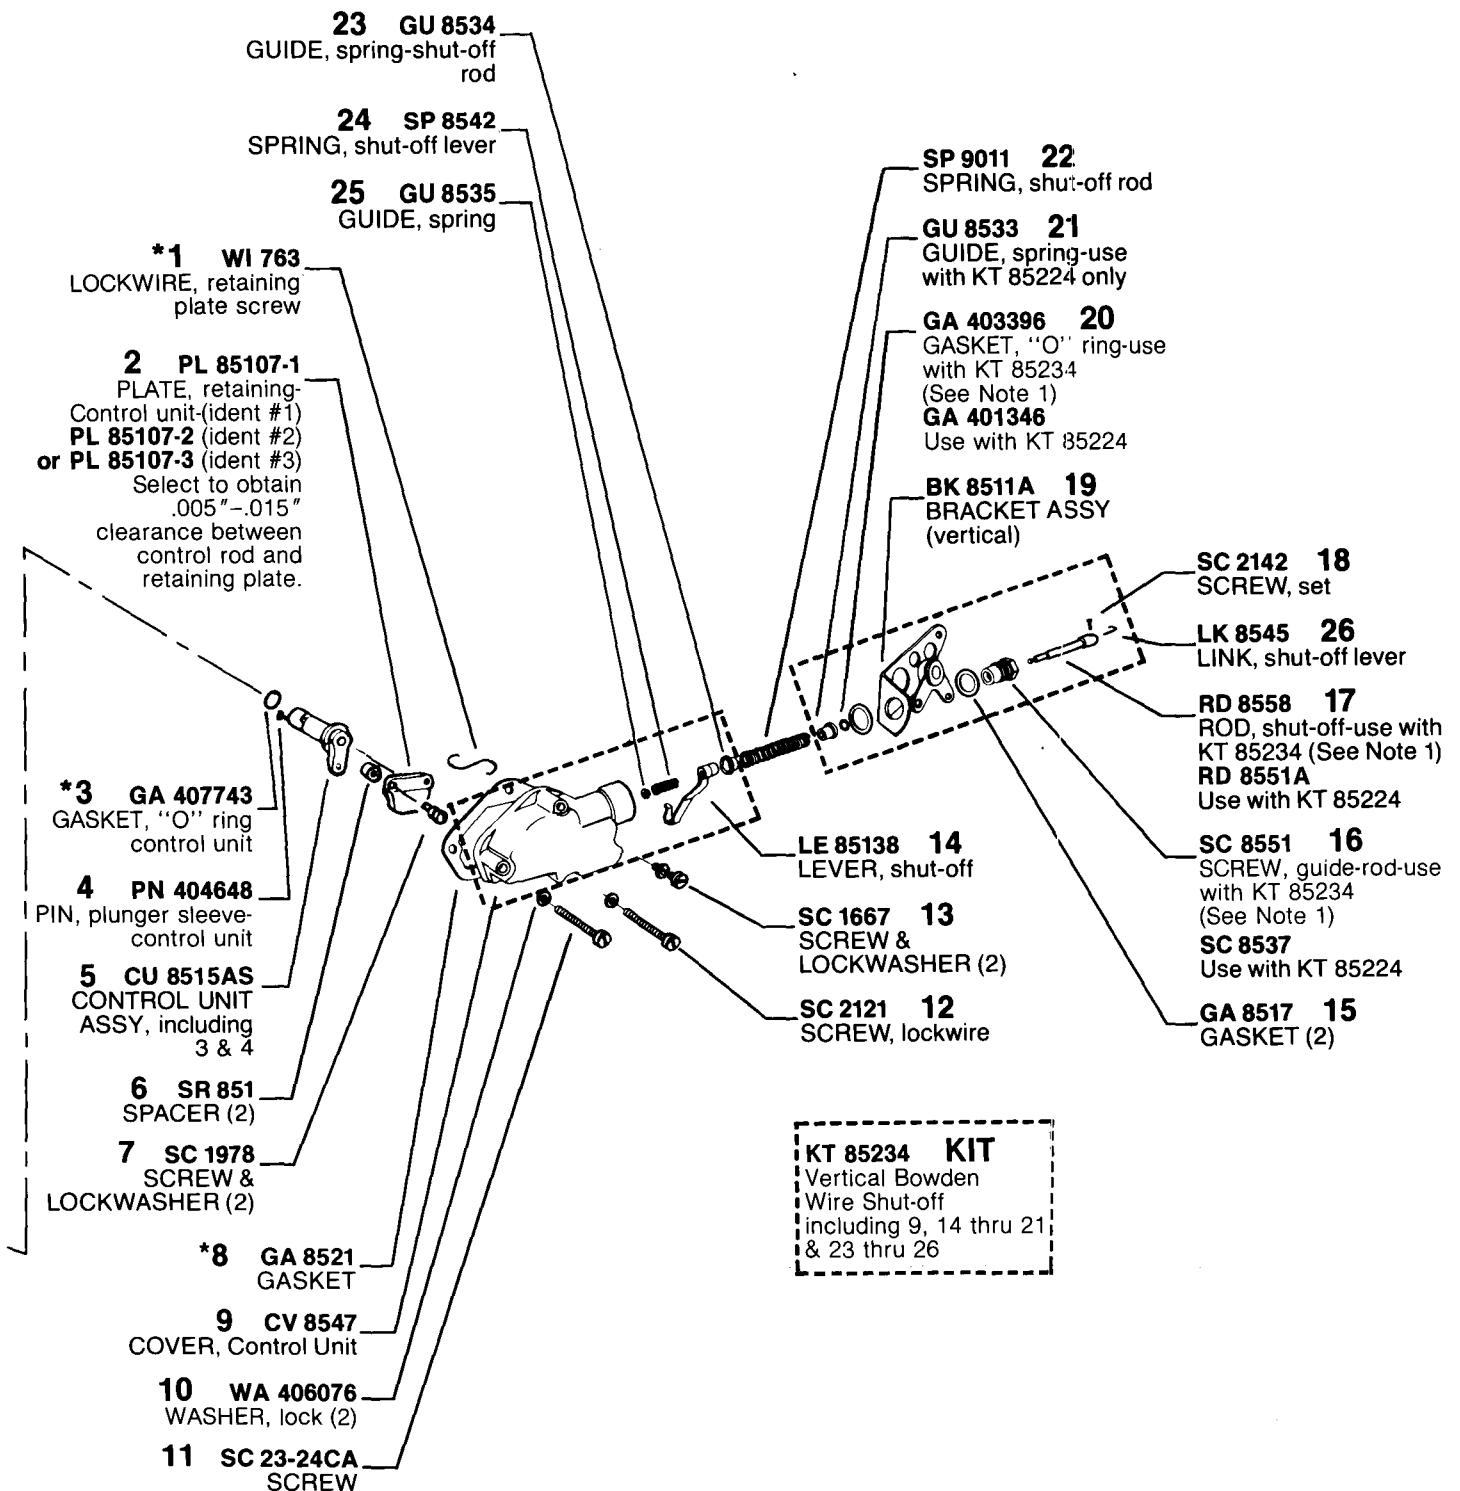 23 GU 8534
GUIDE, spring-shut-off
rod
24 SP 8542
SPRING, shut-off lever
25 GU 8535
GUIDE, spring
*1 WI 763
LOCKWIRE, retaining
plate screw
2 PL 85107-1
PLATE, retaining-
Control unit-(ident #1)
PL 85107-2 (ident #2)
or PL 85107-3 (ident #3)
Select to obtain
.005"-.015"
clearance between
control rod and
retaining plate.
*3 GA 407743
GASKET, "O" ring
control unit
4 PN 404648
PIN, plunger sleeve-
control unit
5 CU 8515AS
CONTROL UNIT
ASSY, including
3 & 4
6 SR 851
SPACER (2)
7 SC 1978
SCREW &
LOCKWASHER (2)
*8 GA 8521
GASKET
9 CV 8547
COVER, Control Unit
10 WA 406076
WASHER, lock (2)
11 SC 23-24CA
SCREW
SP 9011 22
SPRING, shut-off rod
GU 8533 21
GUIDE, spring-use
with KT 85224 only
GA 403396 20
GASKET, "O" ring-use
with KT 85234
(See Note 1)
GA 401346
Use with KT 85224
BK 8511A 19
BRACKET ASSY
(vertical)
SC 2142 18
SCREW, set
LK 8545 26
LINK, shut-off lever
RD 8558 17
ROD, shut-off-use with
KT 85234 (See Note 1)
RD 8551A
Use with KT 85224
SC 8551 16
SCREW, guide-rod-use
with KT 85234
(See Note 1)
SC 8537
Use with KT 85224
GA 8517 15
GASKET (2)
LE 85138 14
LEVER, shut-off
SC 1667 13
SCREW &
LOCKWASHER (2)
SC 2121 12
SCREW, lockwire
KT 85234 KIT
Vertical Bowden
Wire Shut-off
including 9, 14 thru 21
& 23 thru 26